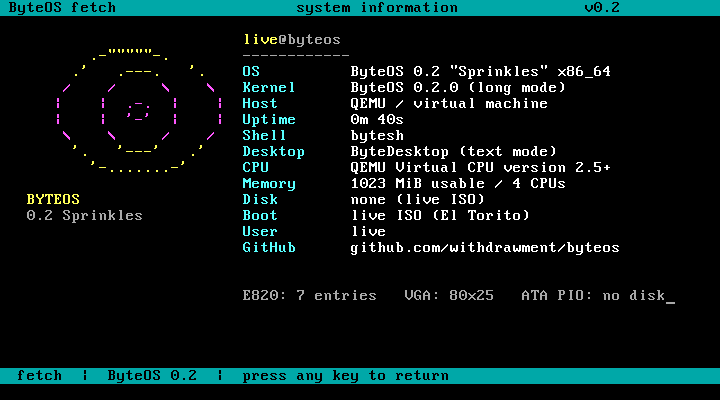 ByteOS fetch system information v0.2
live@byteos
------------
OS ByteOS 0.2 "Sprinkles" x86_64
Kernel ByteOS 0.2.0 (long mode)
Host QEMU / virtual machine
Uptime 0m 40s
Shell bytesh
Desktop ByteDesktop (text mode)
CPU QEMU Virtual CPU version 2.5+
Memory 1023 MiB usable / 4 CPUs
BYTEOS Disk none (live ISO)
0.2 Sprinkles Boot live ISO (El Torito)
User live
GitHub github.com/withdrawment/byteos
E820: 7 entries VGA: 80x25 ATA PIO: no disk_
fetch | ByteOS 0.2 | press any key to return